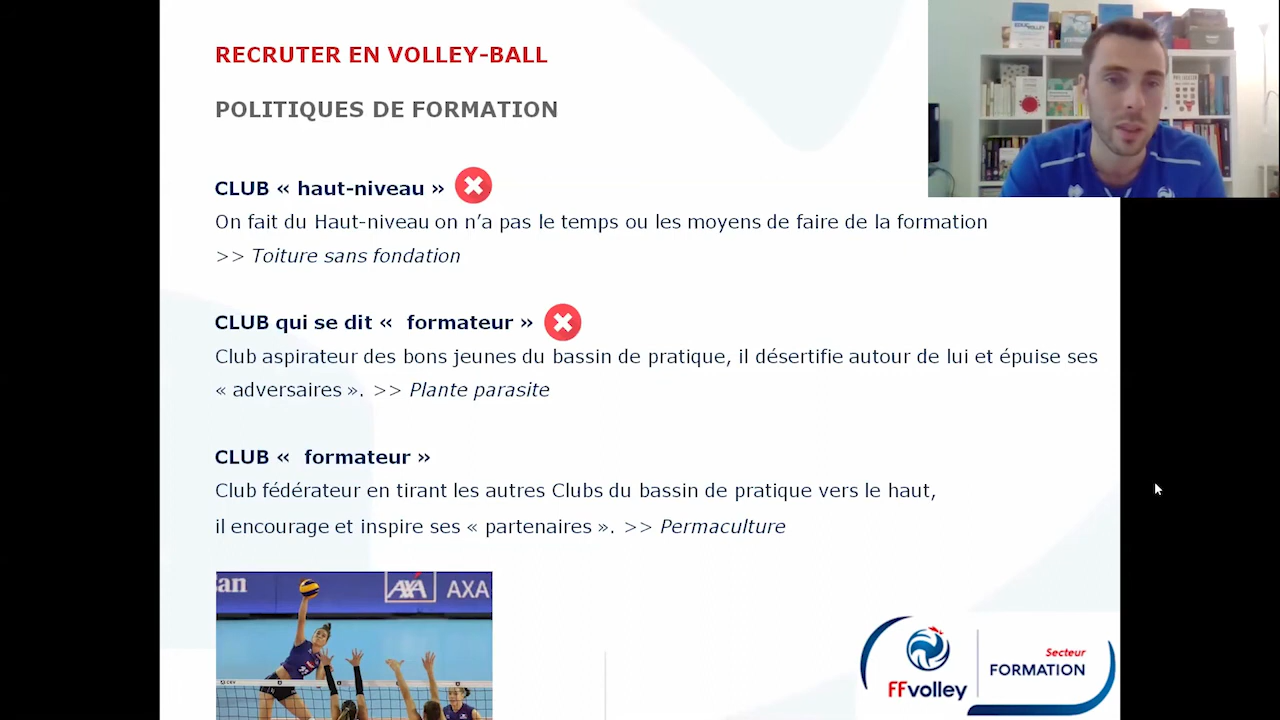 RECRUTER EN VOLLEY-BALL
POLITIQUES DE FORMATION
CLUB « haut-niveau »
On fait du Haut-niveau on n’a pas le temps ou les moyens de faire de la formation
>> Toiture sans fondation
CLUB qui se dit «  formateur »
Club aspirateur des bons jeunes du bassin de pratique, il désertifie autour de lui et épuise ses
« adversaires ». >> Plante parasite
CLUB «  formateur »
Club fédérateur en tirant les autres Clubs du bassin de pratique vers le haut,
il encourage et inspire ses « partenaires ». >> Permaculture
an
AXA AXA
Secteur
FORMATION
FFvolley